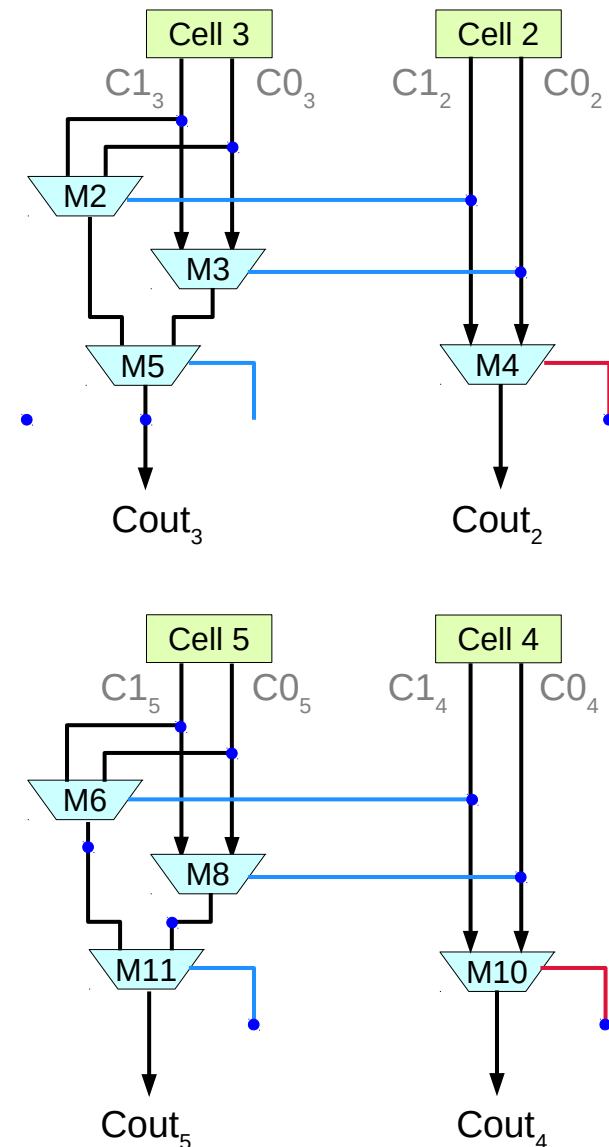 Cell 3 Cell 2
C1₃ C0₃ C1₂ C0₂
M2
M3
M5 M4
Cout₃ Cout₂
Cell 5 Cell 4
C1₅ C0₅ C1₄ C0₄
M6
M8
M11 M10
Cout₅ Cout₄